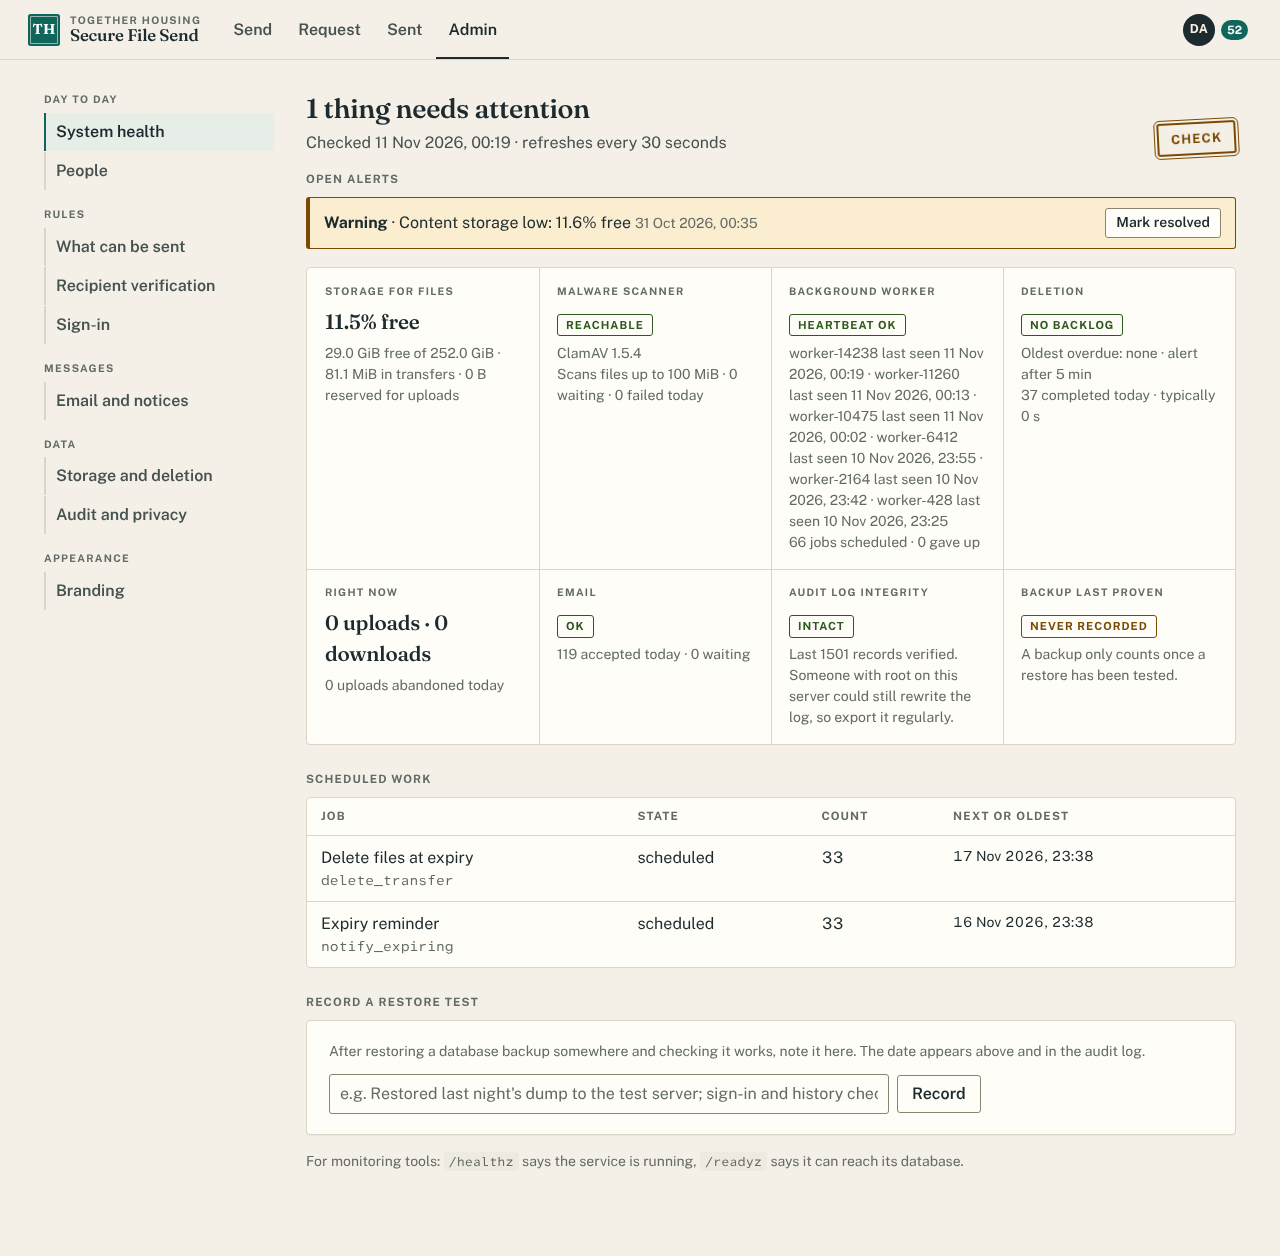 TH
TOGETHER HOUSING
Secure File Send
Send
Request
Sent
Admin
DA
52
DAY TO DAY
System health
People
RULES
What can be sent
Recipient verification
Sign-in
MESSAGES
Email and notices
DATA
Storage and deletion
Audit and privacy
APPEARANCE
Branding
1 thing needs attention
Checked 11 Nov 2026, 00:19 · refreshes every 30 seconds
CHECK
OPEN ALERTS
Warning · Content storage low: 11.6% free 31 Oct 2026, 00:35
Mark resolved
STORAGE FOR FILES
11.5% free
29.0 GiB free of 252.0 GiB ·
81.1 MiB in transfers · 0 B
reserved for uploads
MALWARE SCANNER
REACHABLE
ClamAV 1.5.4
Scans files up to 100 MiB · 0
waiting · 0 failed today
BACKGROUND WORKER
HEARTBEAT OK
worker-14238 last seen 11 Nov
2026, 00:19 · worker-11260
last seen 11 Nov 2026, 00:13 ·
worker-10475 last seen 11 Nov
2026, 00:02 · worker-6412
last seen 10 Nov 2026, 23:55 ·
worker-2164 last seen 10 Nov
2026, 23:42 · worker-428 last
seen 10 Nov 2026, 23:25
66 jobs scheduled · 0 gave up
DELETION
NO BACKLOG
Oldest overdue: none · alert
after 5 min
37 completed today · typically
0 s
RIGHT NOW
0 uploads · 0
downloads
0 uploads abandoned today
EMAIL
OK
119 accepted today · 0 waiting
AUDIT LOG INTEGRITY
INTACT
Last 1501 records verified.
Someone with root on this
server could still rewrite the
log, so export it regularly.
BACKUP LAST PROVEN
NEVER RECORDED
A backup only counts once a
restore has been tested.
SCHEDULED WORK
JOB
STATE
COUNT
NEXT OR OLDEST
Delete files at expiry
delete_transfer
scheduled
33
17 Nov 2026, 23:38
Expiry reminder
notify_expiring
scheduled
33
16 Nov 2026, 23:38
RECORD A RESTORE TEST
After restoring a database backup somewhere and checking it works, note it here. The date appears above and in the audit log.
e.g. Restored last night's dump to the test server; sign-in and history chec
Record
For monitoring tools: /healthz says the service is running, /readyz says it can reach its database.